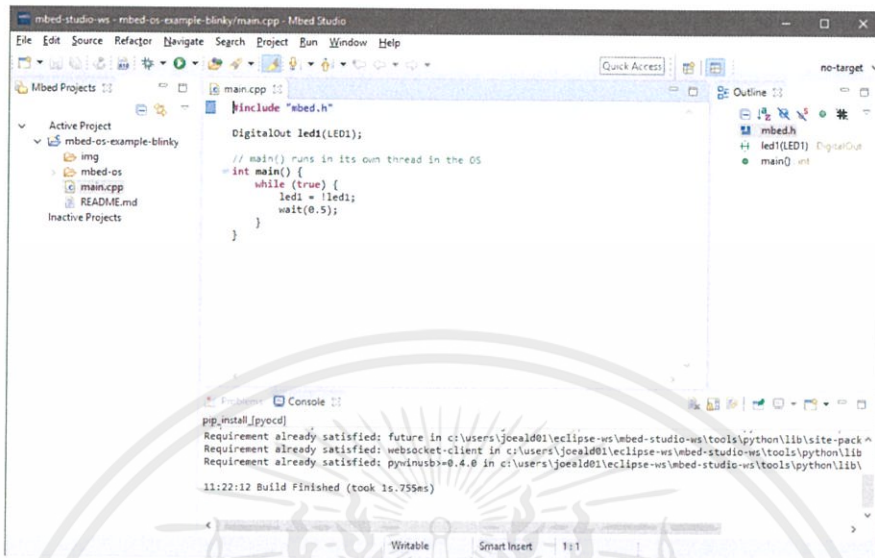 mbed-studio-ws - mbed-os-example-blinky/main.cpp - Mbed Studio
File Edit Source Refactor Navigate Search Project Run Window Help
Quick Access
no-target
Mbed Projects
Active Project
mbed-os-example-blinky
img
mbed-os
main.cpp
README.md
Inactive Projects
main.cpp
#include "mbed.h"
DigitalOut led1(LED1);
// main() runs in its own thread in the OS
int main() {
while (true) {
led1 = !led1;
wait(0.5);
}
}
Outline
mbed.h
led1(LED1) DigitalOut
main() int
Problems Console
pip_install_[pyocd]
Requirement already satisfied: future in c:\users\joeald01\eclipse-ws\mbed-studio-ws\tools\python\lib\site-pack
Requirement already satisfied: websocket-client in c:\users\joeald01\eclipse-ws\mbed-studio-ws\tools\python\lib
Requirement already satisfied: pywinusb>=0.4.0 in c:\users\joeald01\eclipse-ws\mbed-studio-ws\tools\python\lib\
11:22:12 Build Finished (took 1s.755ms)
Writable Smart Insert 1:1